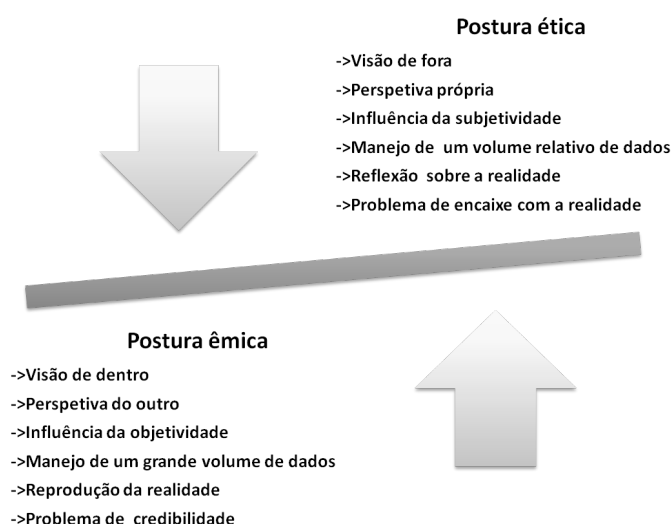 Postura ética
->Visão de fora
->Perspetiva própria
->Influência da subjetividade
->Manejo de um volume relativo de dados
->Reflexão sobre a realidade
->Problema de encaixe com a realidade
Postura êmica
->Visão de dentro
->Perspetiva do outro
->Influência da objetividade
->Manejo de um grande volume de dados
->Reprodução da realidade
->Problema de credibilidade